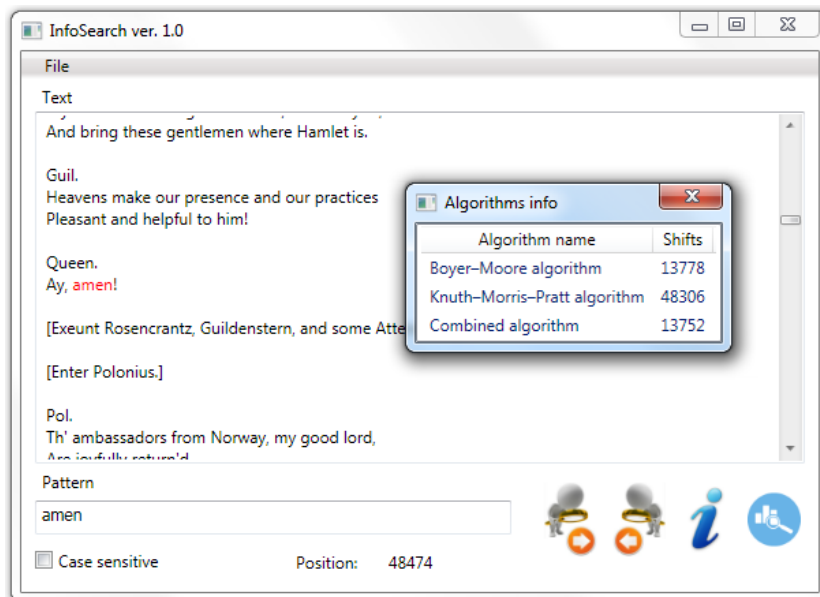 InfoSearch ver. 1.0
File
Text
And bring these gentlemen where Hamlet is.
Guil.
Heavens make our presence and our practices
Pleasant and helpful to him!
Queen.
Ay, amen!
[Exeunt Rosencrantz, Guildenstern, and some Atte
[Enter Polonius.]
Pol.
Th' ambassadors from Norway, my good lord,
Are joyfully return'd
Algorithms info
Algorithm name Shifts
Boyer–Moore algorithm 13778
Knuth–Morris–Pratt algorithm 48306
Combined algorithm 13752
Pattern
amen
Case sensitive Position: 48474